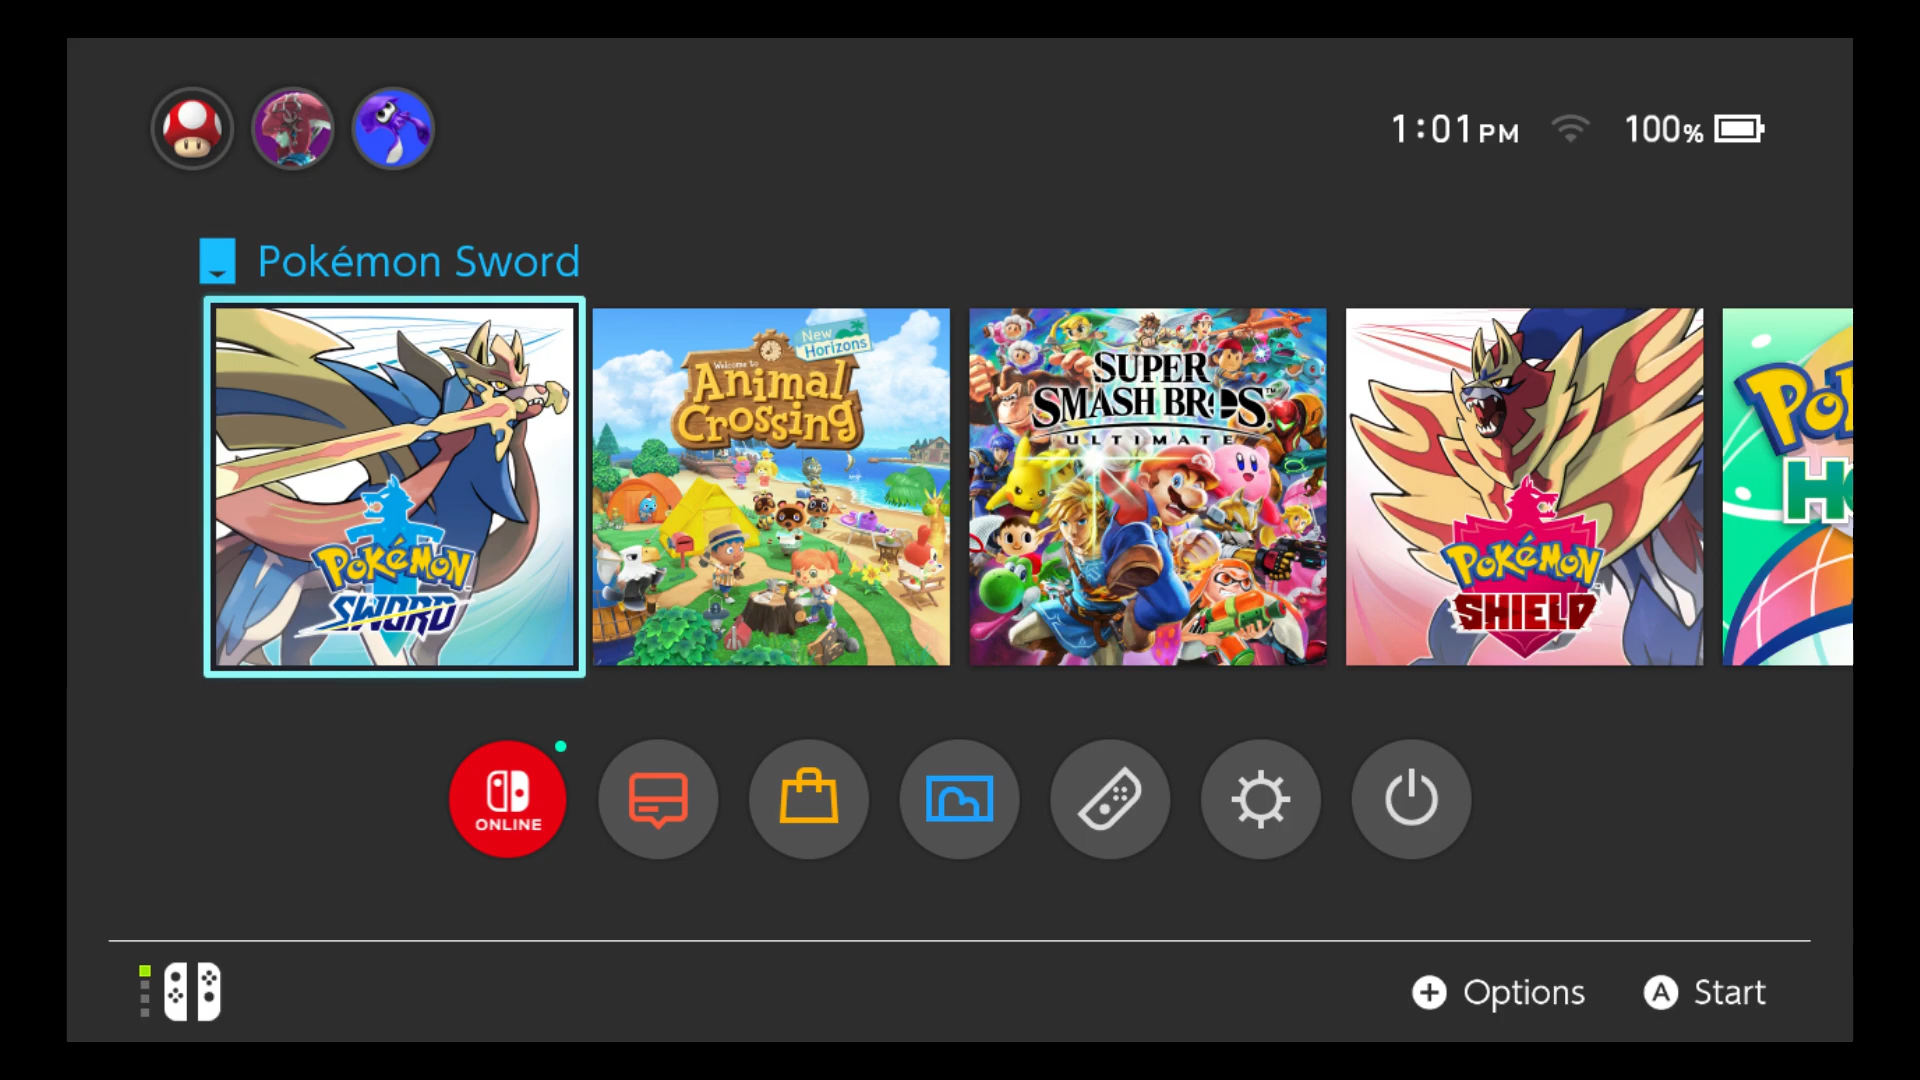 1:01 PM 100%
Pokémon Sword
Welcome to
Animal
Crossing
New
Horizons
SUPER
SMASH BROS.™
ULTIMATE
POKéMON
SWORD
POKéMON
SHIELD
ONLINE
+ Options
A Start